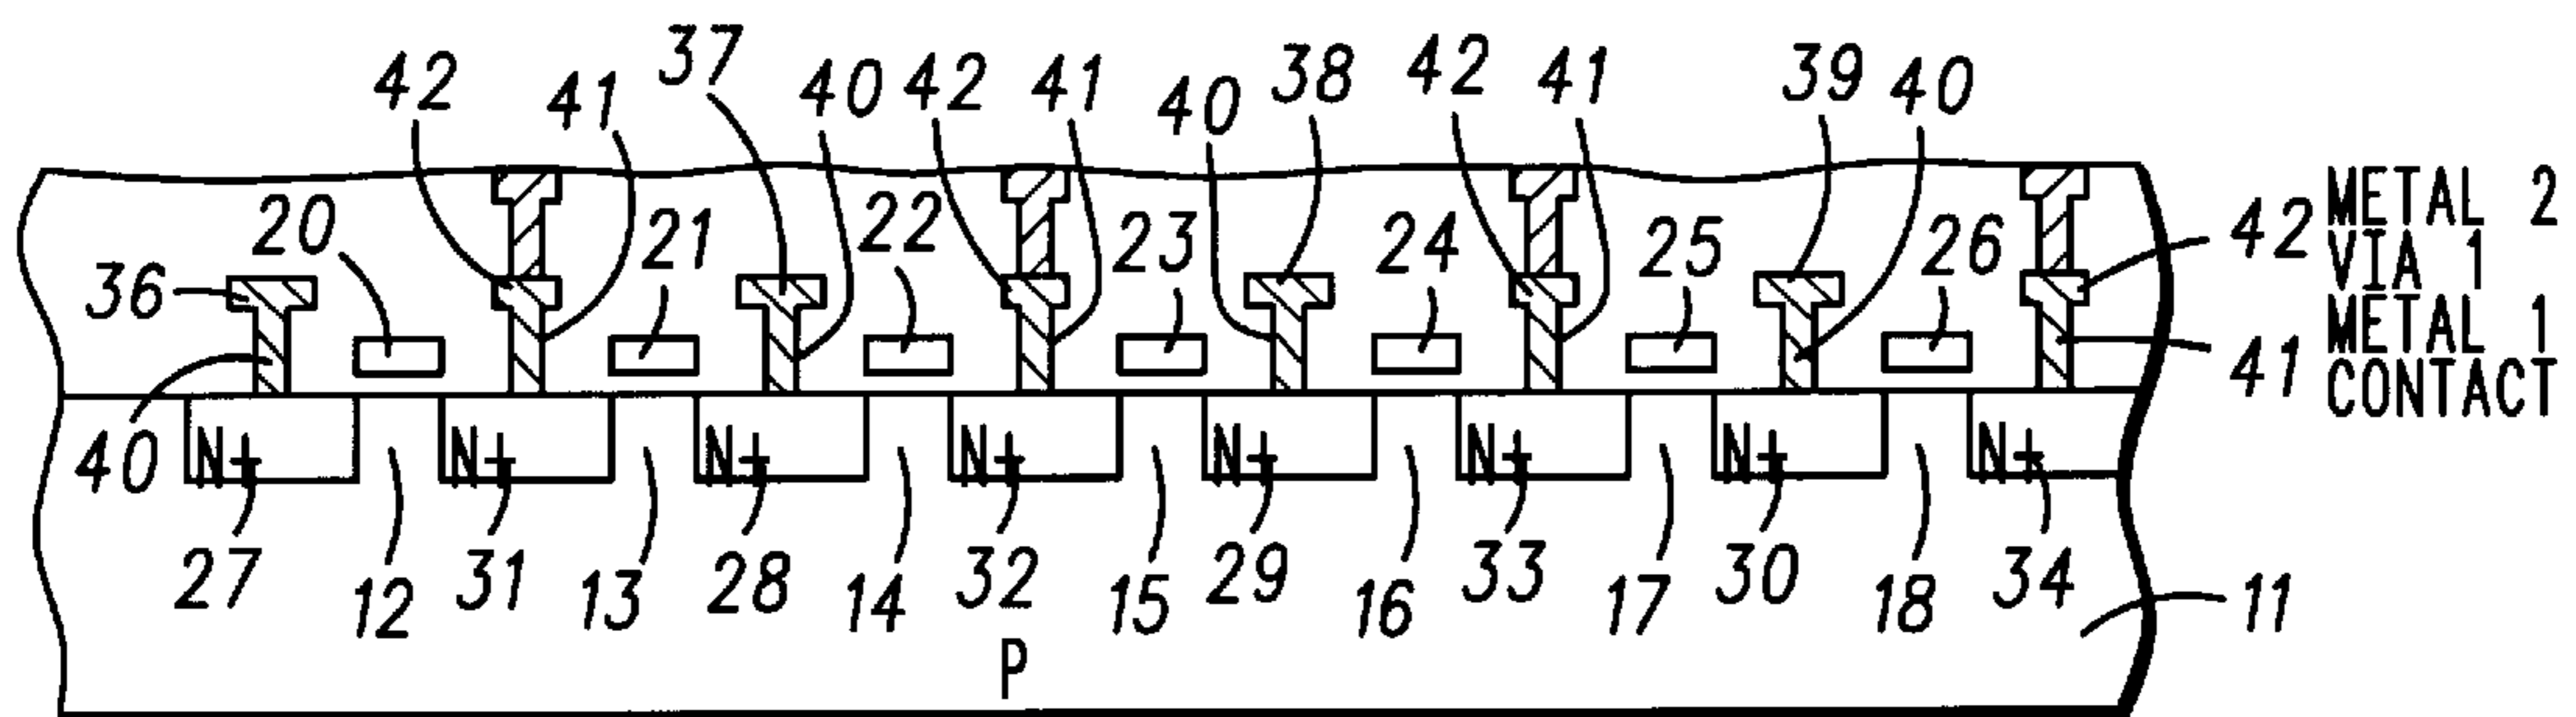 37
42 41 40 42 41 40 38 42 41 39 40
20 21 22 23 24 25 26
36
42 METAL 2
VIA 1
METAL 1
41 CONTACT
40 N+ N+ N+ N+ N+ N+ N+ N+
27 12 31 13 28 14 32 15 29 16 33 17 30 18 34 11
P